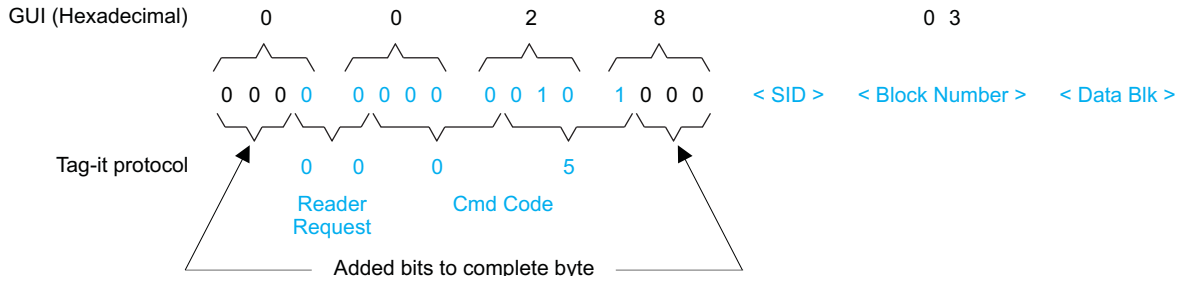 GUI (Hexadecimal) 0 0 2 8 0 3
0 0 0 0 0 0 0 0 0 0 1 0 1 0 0 0 < SID > < Block Number > < Data Blk >
Tag-it protocol 0 0 0 5
Reader Cmd Code
Request
Added bits to complete byte